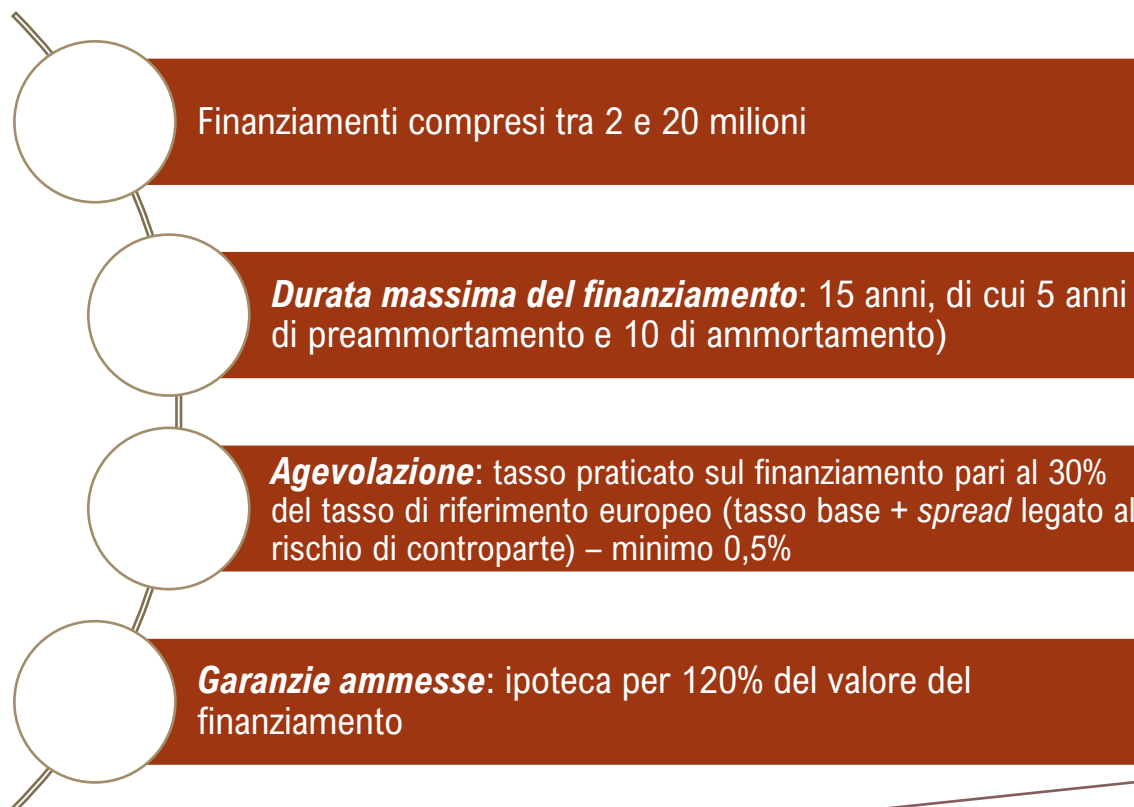 Finanziamenti compresi tra 2 e 20 milioni
Durata massima del finanziamento: 15 anni, di cui 5 anni
di preammortamento e 10 di ammortamento)
Agevolazione: tasso praticato sul finanziamento pari al 30%
del tasso di riferimento europeo (tasso base + spread legato al
rischio di controparte) – minimo 0,5%
Garanzie ammesse: ipoteca per 120% del valore del
finanziamento